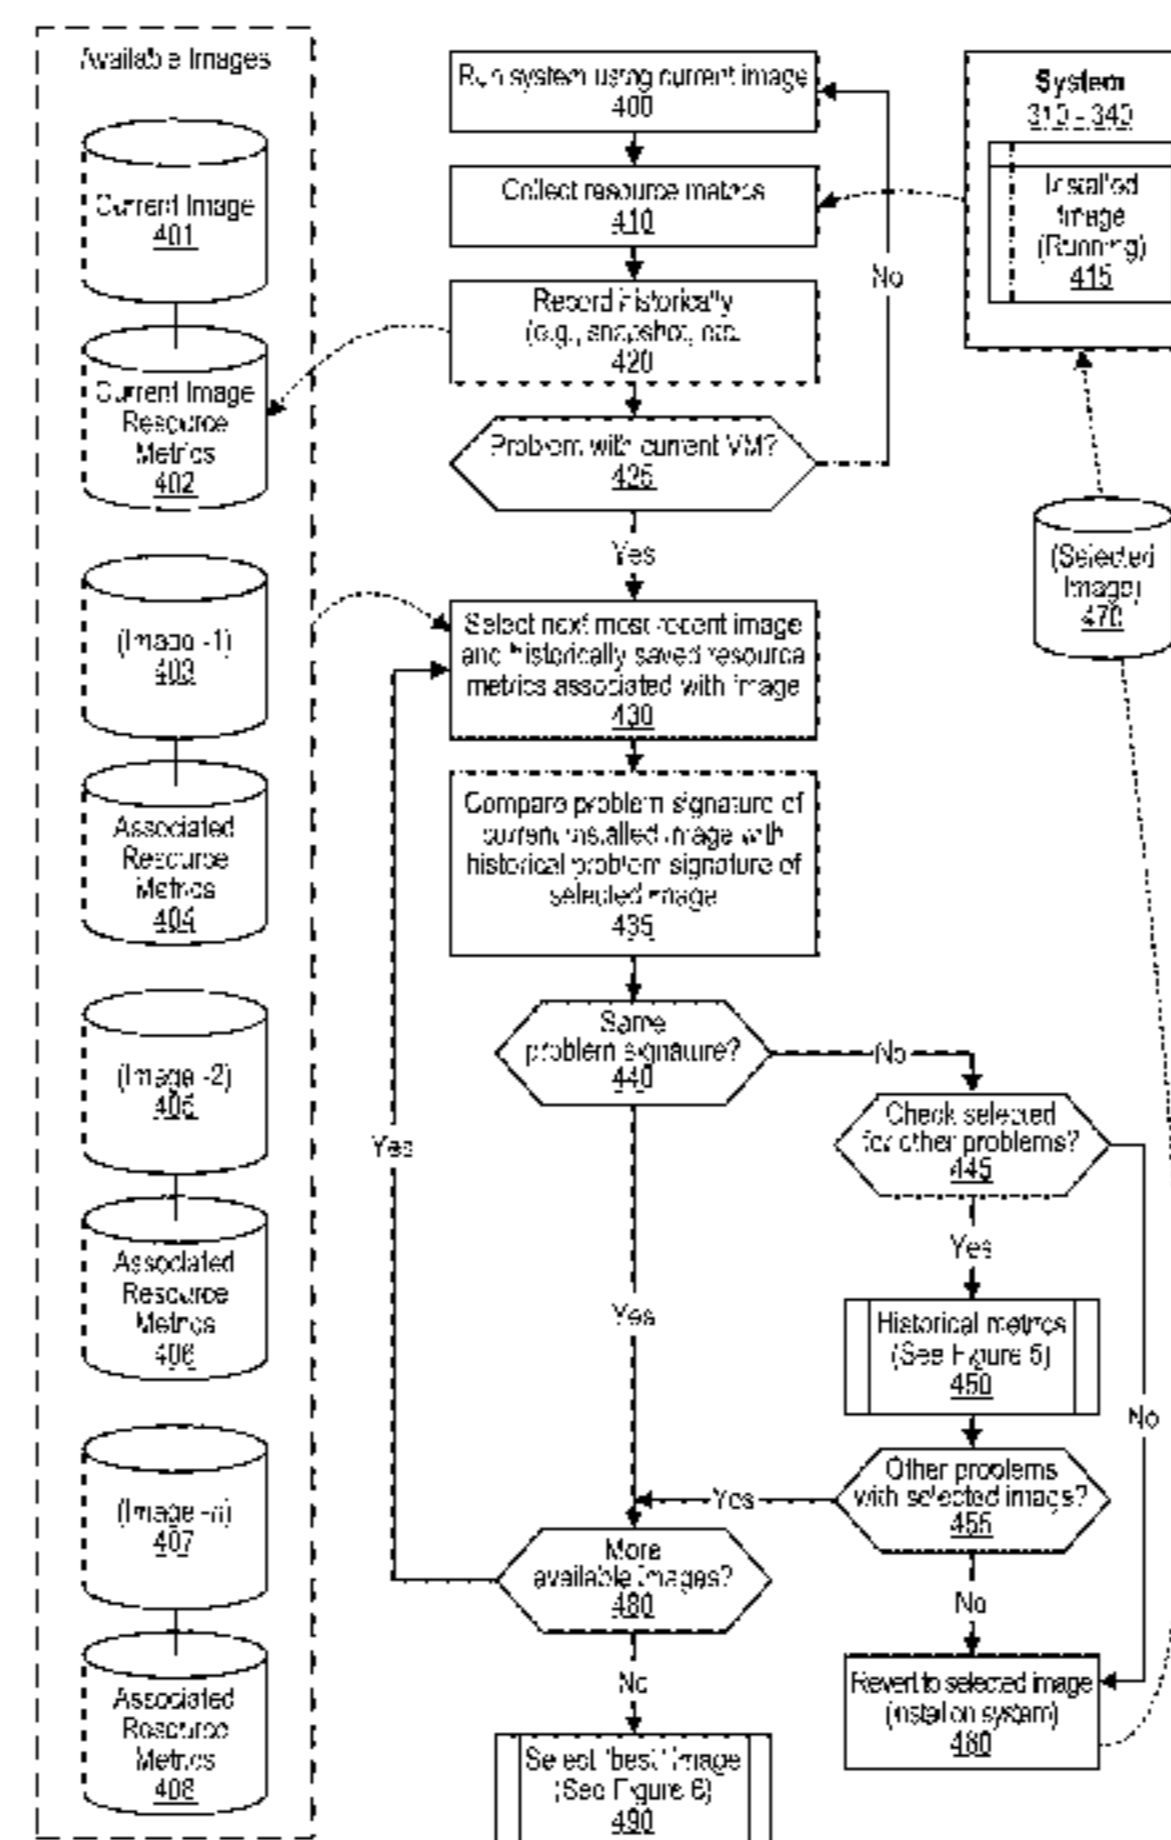 Available Images
Current Image
401
Current Image
Resource
Metrics
402
(Image -1)
403
Associated
Resource
Metrics
404
(Image -2)
405
Associated
Resource
Metrics
406
(Image -n)
407
Associated
Resource
Metrics
408
Run system using current image
400
Collect resource metrics
410
Record historically
(e.g., snapshot, etc.
420
Problem with current VM?
425
No
Yes
Select next most recent image
and historically saved resource
metrics associated with image
430
Compare problem signature of
current installed image with
historical problem signature of
selected image
435
Same
problem signature?
440
No
Yes
Yes
Check selected
for other problems?
445
Yes
No
Historical metrics
(See Figure 5)
450
Other problems
with selected image?
455
Yes
No
More
available images?
480
No
Revert to selected image
(install on system)
460
Select "best" image
(See Figure 6)
490
System
310 - 340
Installed
Image
(Running)
415
(Selected
Image)
470